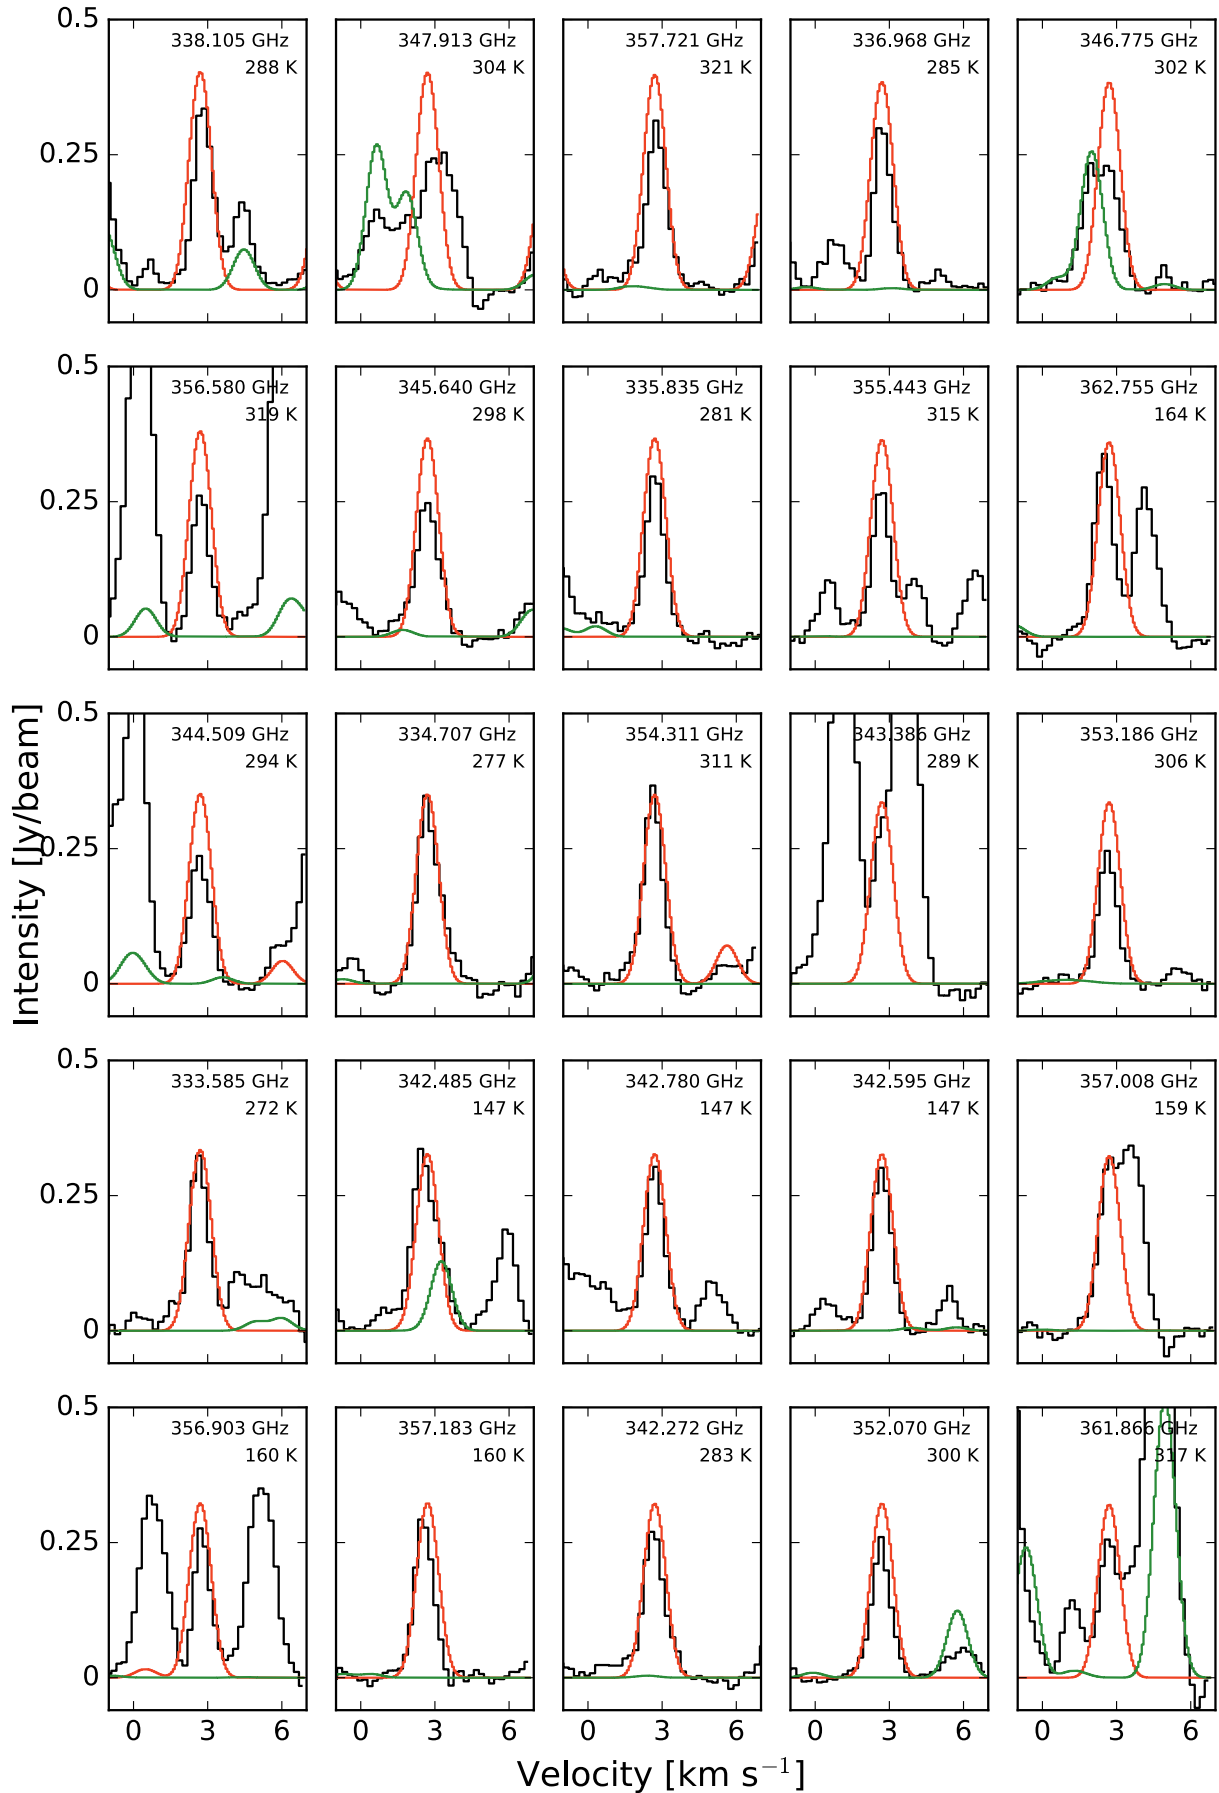 0.5
0.25
0
338.105 GHz
288 K
347.913 GHz
304 K
357.721 GHz
321 K
336.968 GHz
285 K
346.775 GHz
302 K
0.5
0.25
0
356.580 GHz
319 K
345.640 GHz
298 K
335.835 GHz
281 K
355.443 GHz
315 K
362.755 GHz
164 K
Intensity [Jy/beam]
0.5
0.25
0
344.509 GHz
294 K
334.707 GHz
277 K
354.311 GHz
311 K
343.386 GHz
289 K
353.186 GHz
306 K
0.5
0.25
0
333.585 GHz
272 K
342.485 GHz
147 K
342.780 GHz
147 K
342.595 GHz
147 K
357.008 GHz
159 K
0.5
0.25
0
356.903 GHz
160 K
357.183 GHz
160 K
342.272 GHz
283 K
352.070 GHz
300 K
361.866 GHz
317 K
0 3 6 0 3 6 0 3 6 0 3 6 0 3 6
Velocity [km s⁻¹]